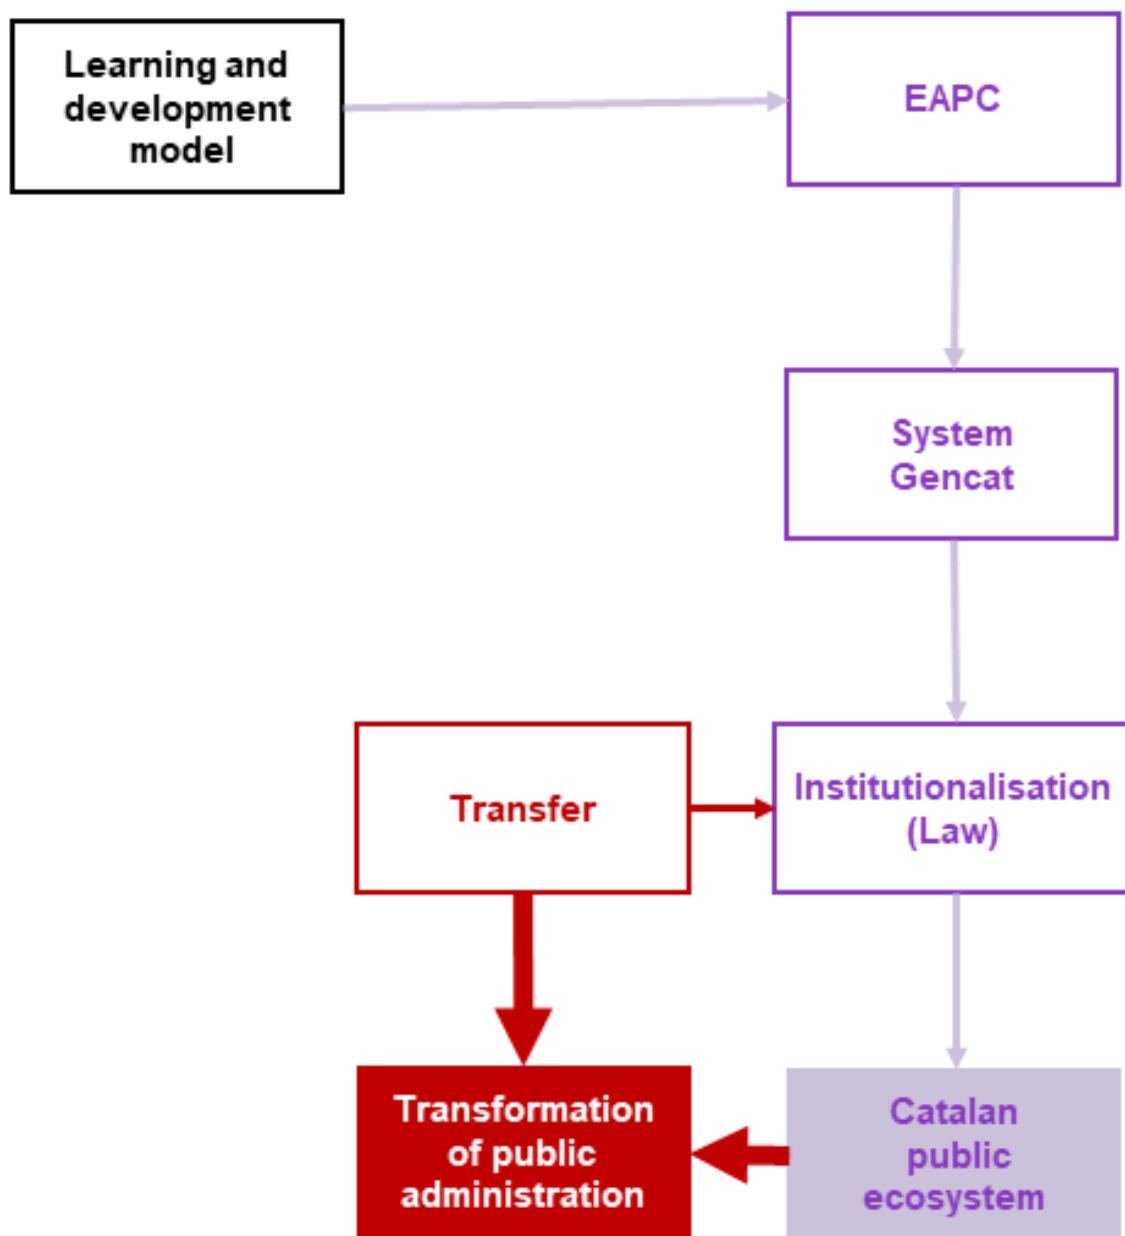 Learning and
development
model
EAPC
System
Gencat
Transfer
Institutionalisation
(Law)
Transformation
of public
administration
Catalan
public
ecosystem